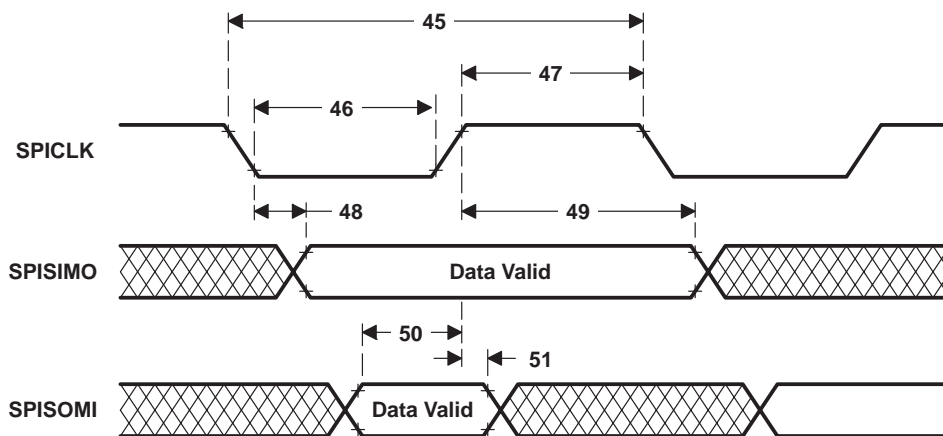 45
47
46
SPICLK
48
49
SPISIMO
Data Valid
50
51
SPISOMI
Data Valid